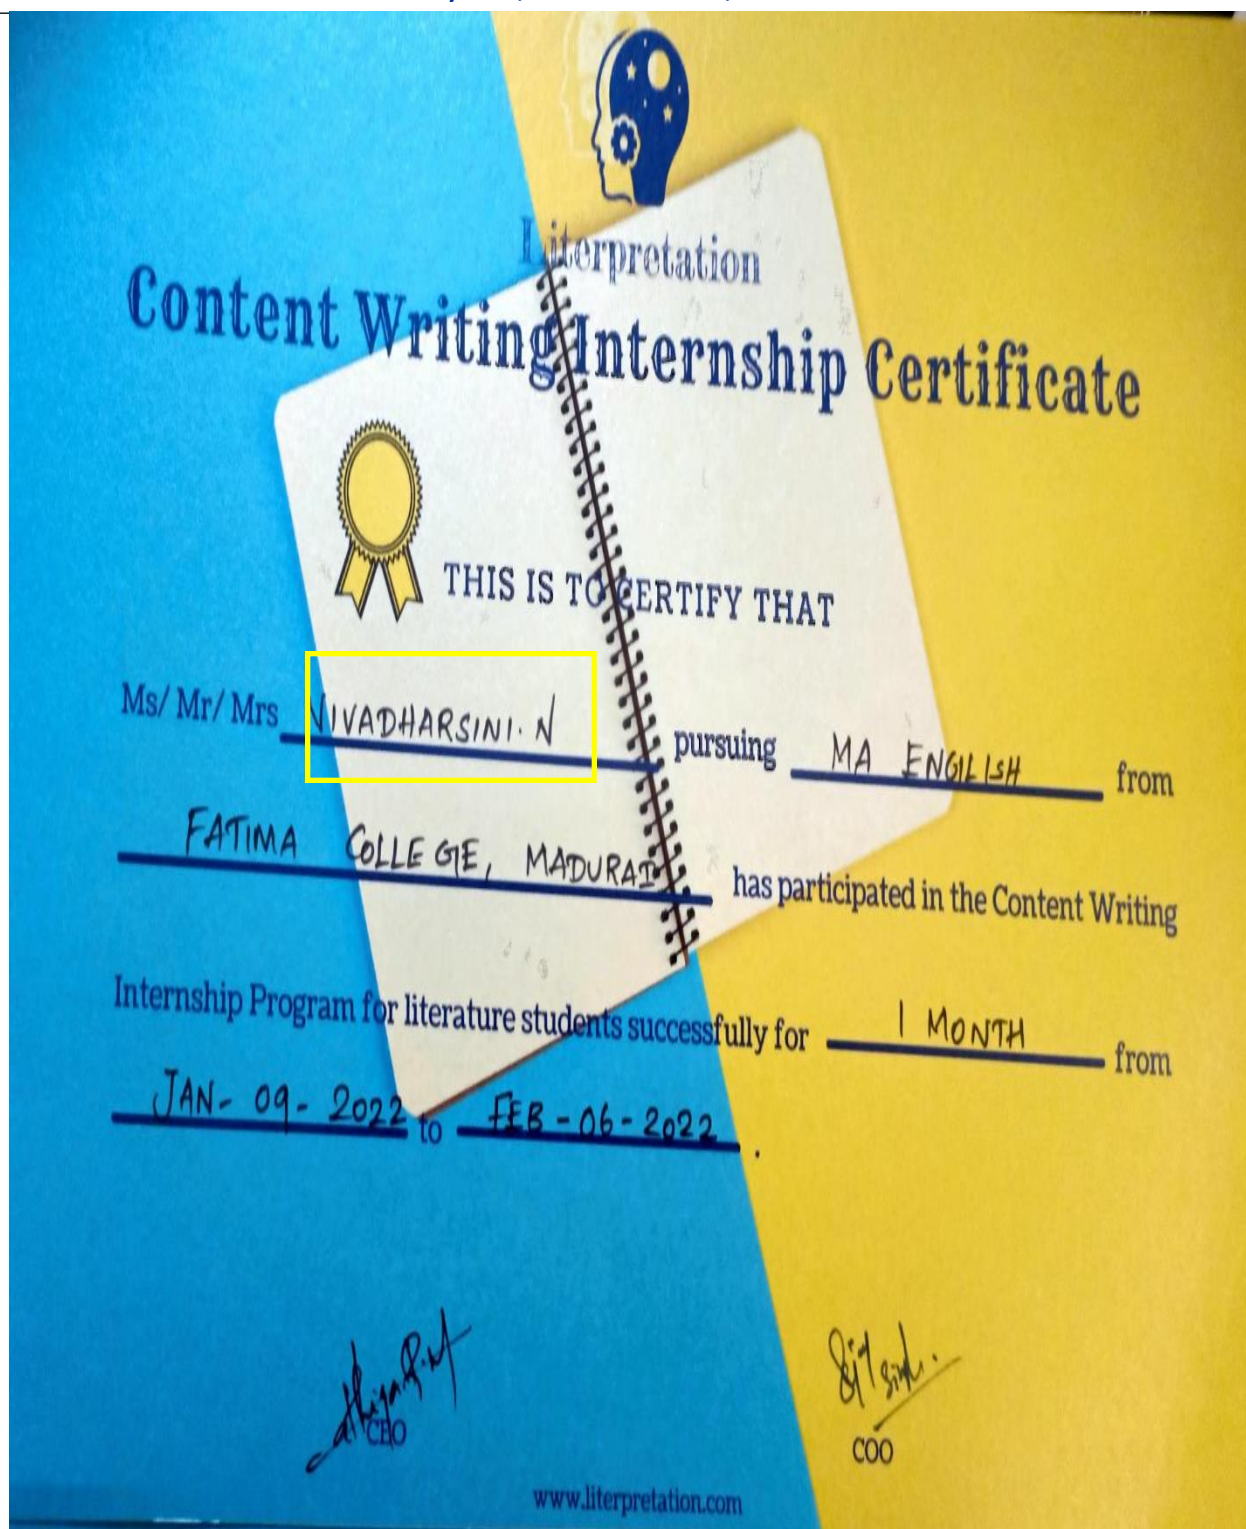 Literpretation
Content Writing Internship Certificate
THIS IS TO CERTIFY THAT
Ms/ Mr/ Mrs NIVADHARSINI. N pursuing MA ENGILISH from
FATIMA COLLEGE, MADURAI has participated in the Content Writing
Internship Program for literature students successfully for 1 MONTH from
JAN- 09- 2022 to FEB-06-2022.
CEO
COO
www.literpretation.com